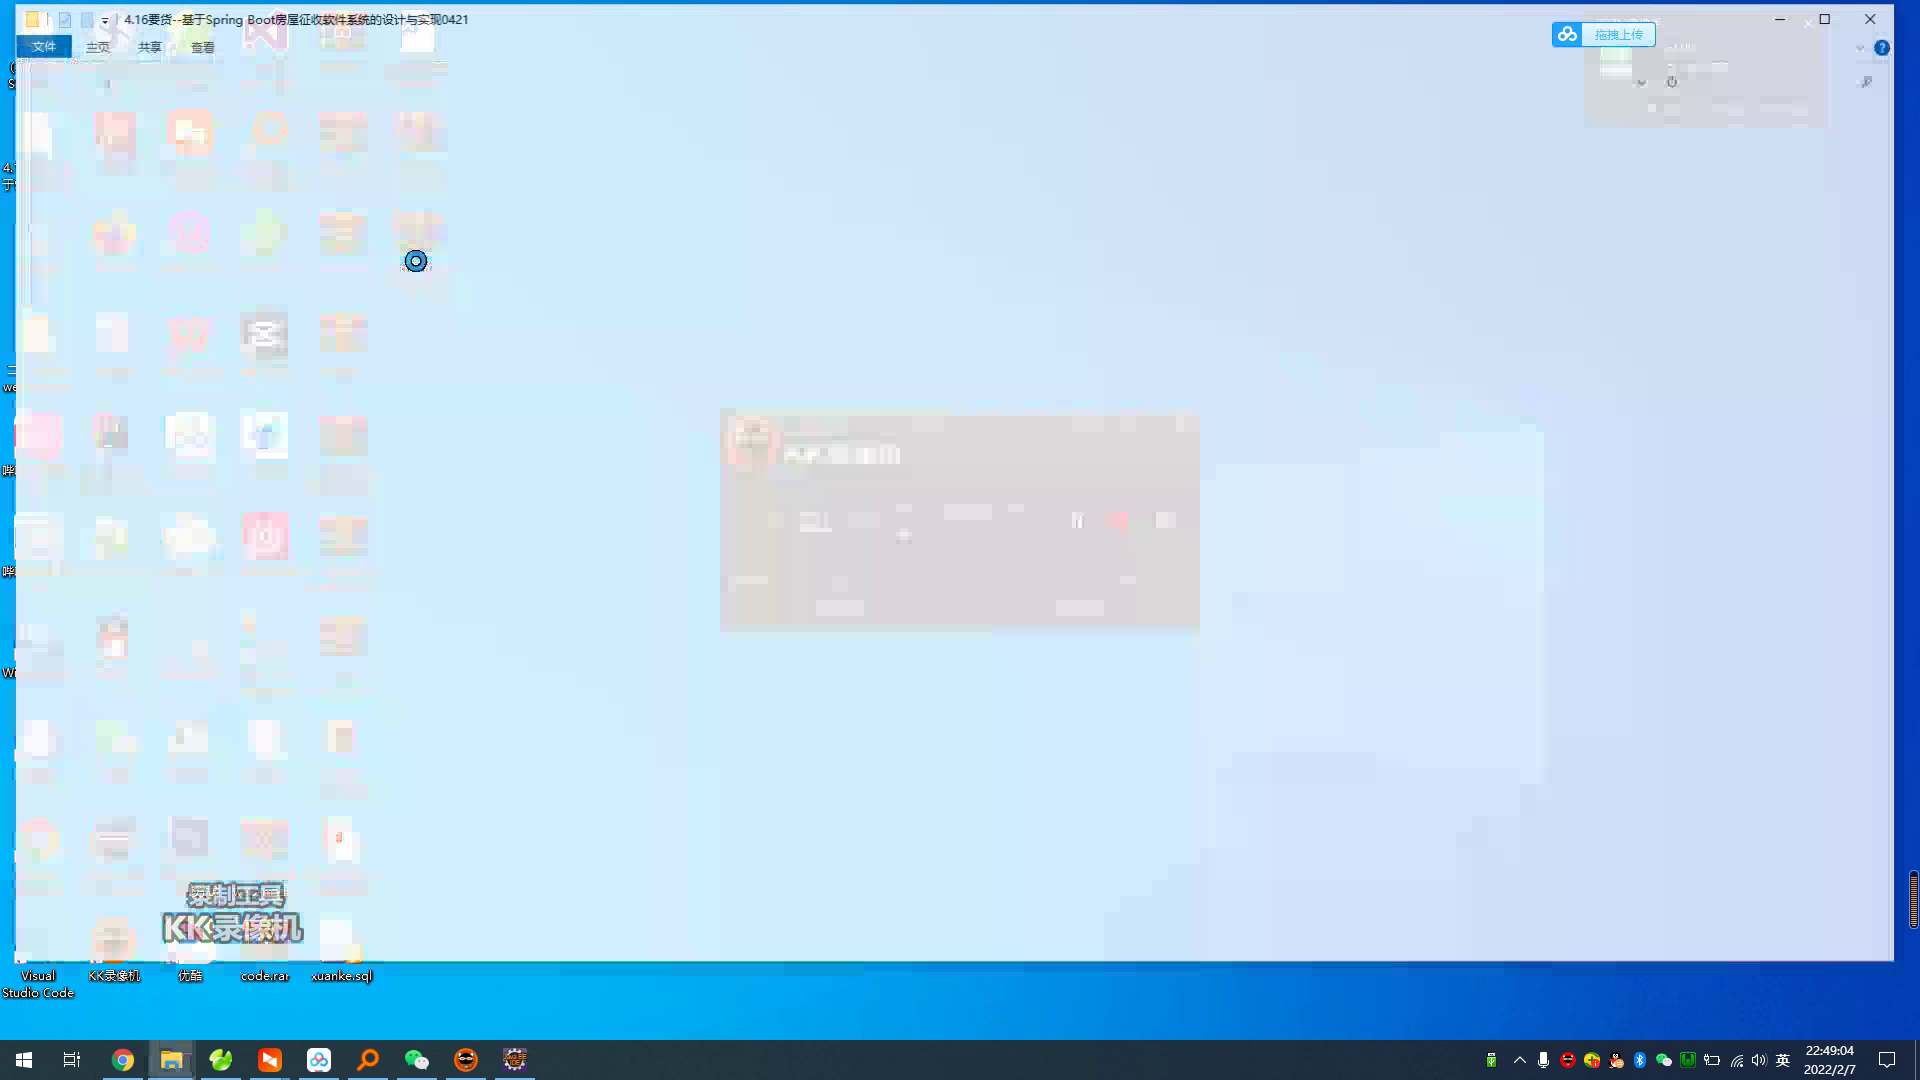 4.16要货--基于Spring Boot房屋征收软件系统的设计与实现0421
文件
主页
共享
查看
拖拽上传
录制工具
KK录像机
Visual
Studio Code
KK录像机
优酷
code.rar
xuanke.sql
英
22:49:04
2022/2/7